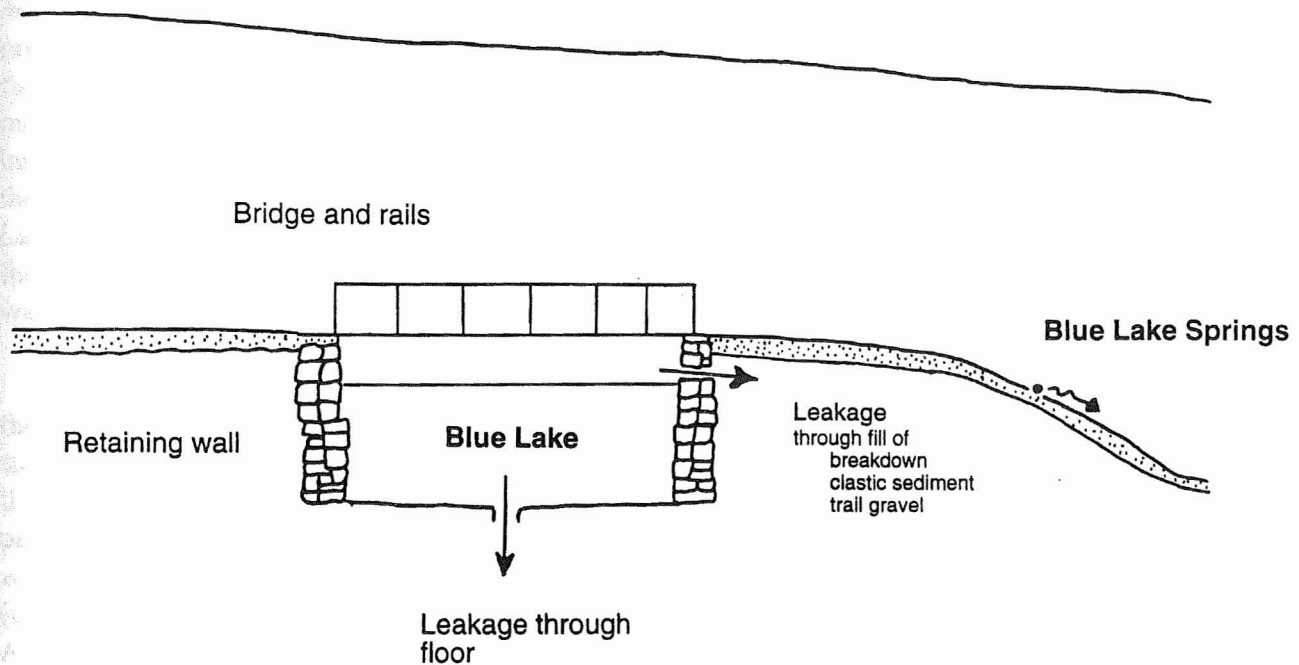 Bridge and rails
Blue Lake Springs
Retaining wall
Blue Lake
Leakage
through fill of
breakdown
clastic sediment
trail gravel
Leakage through
floor